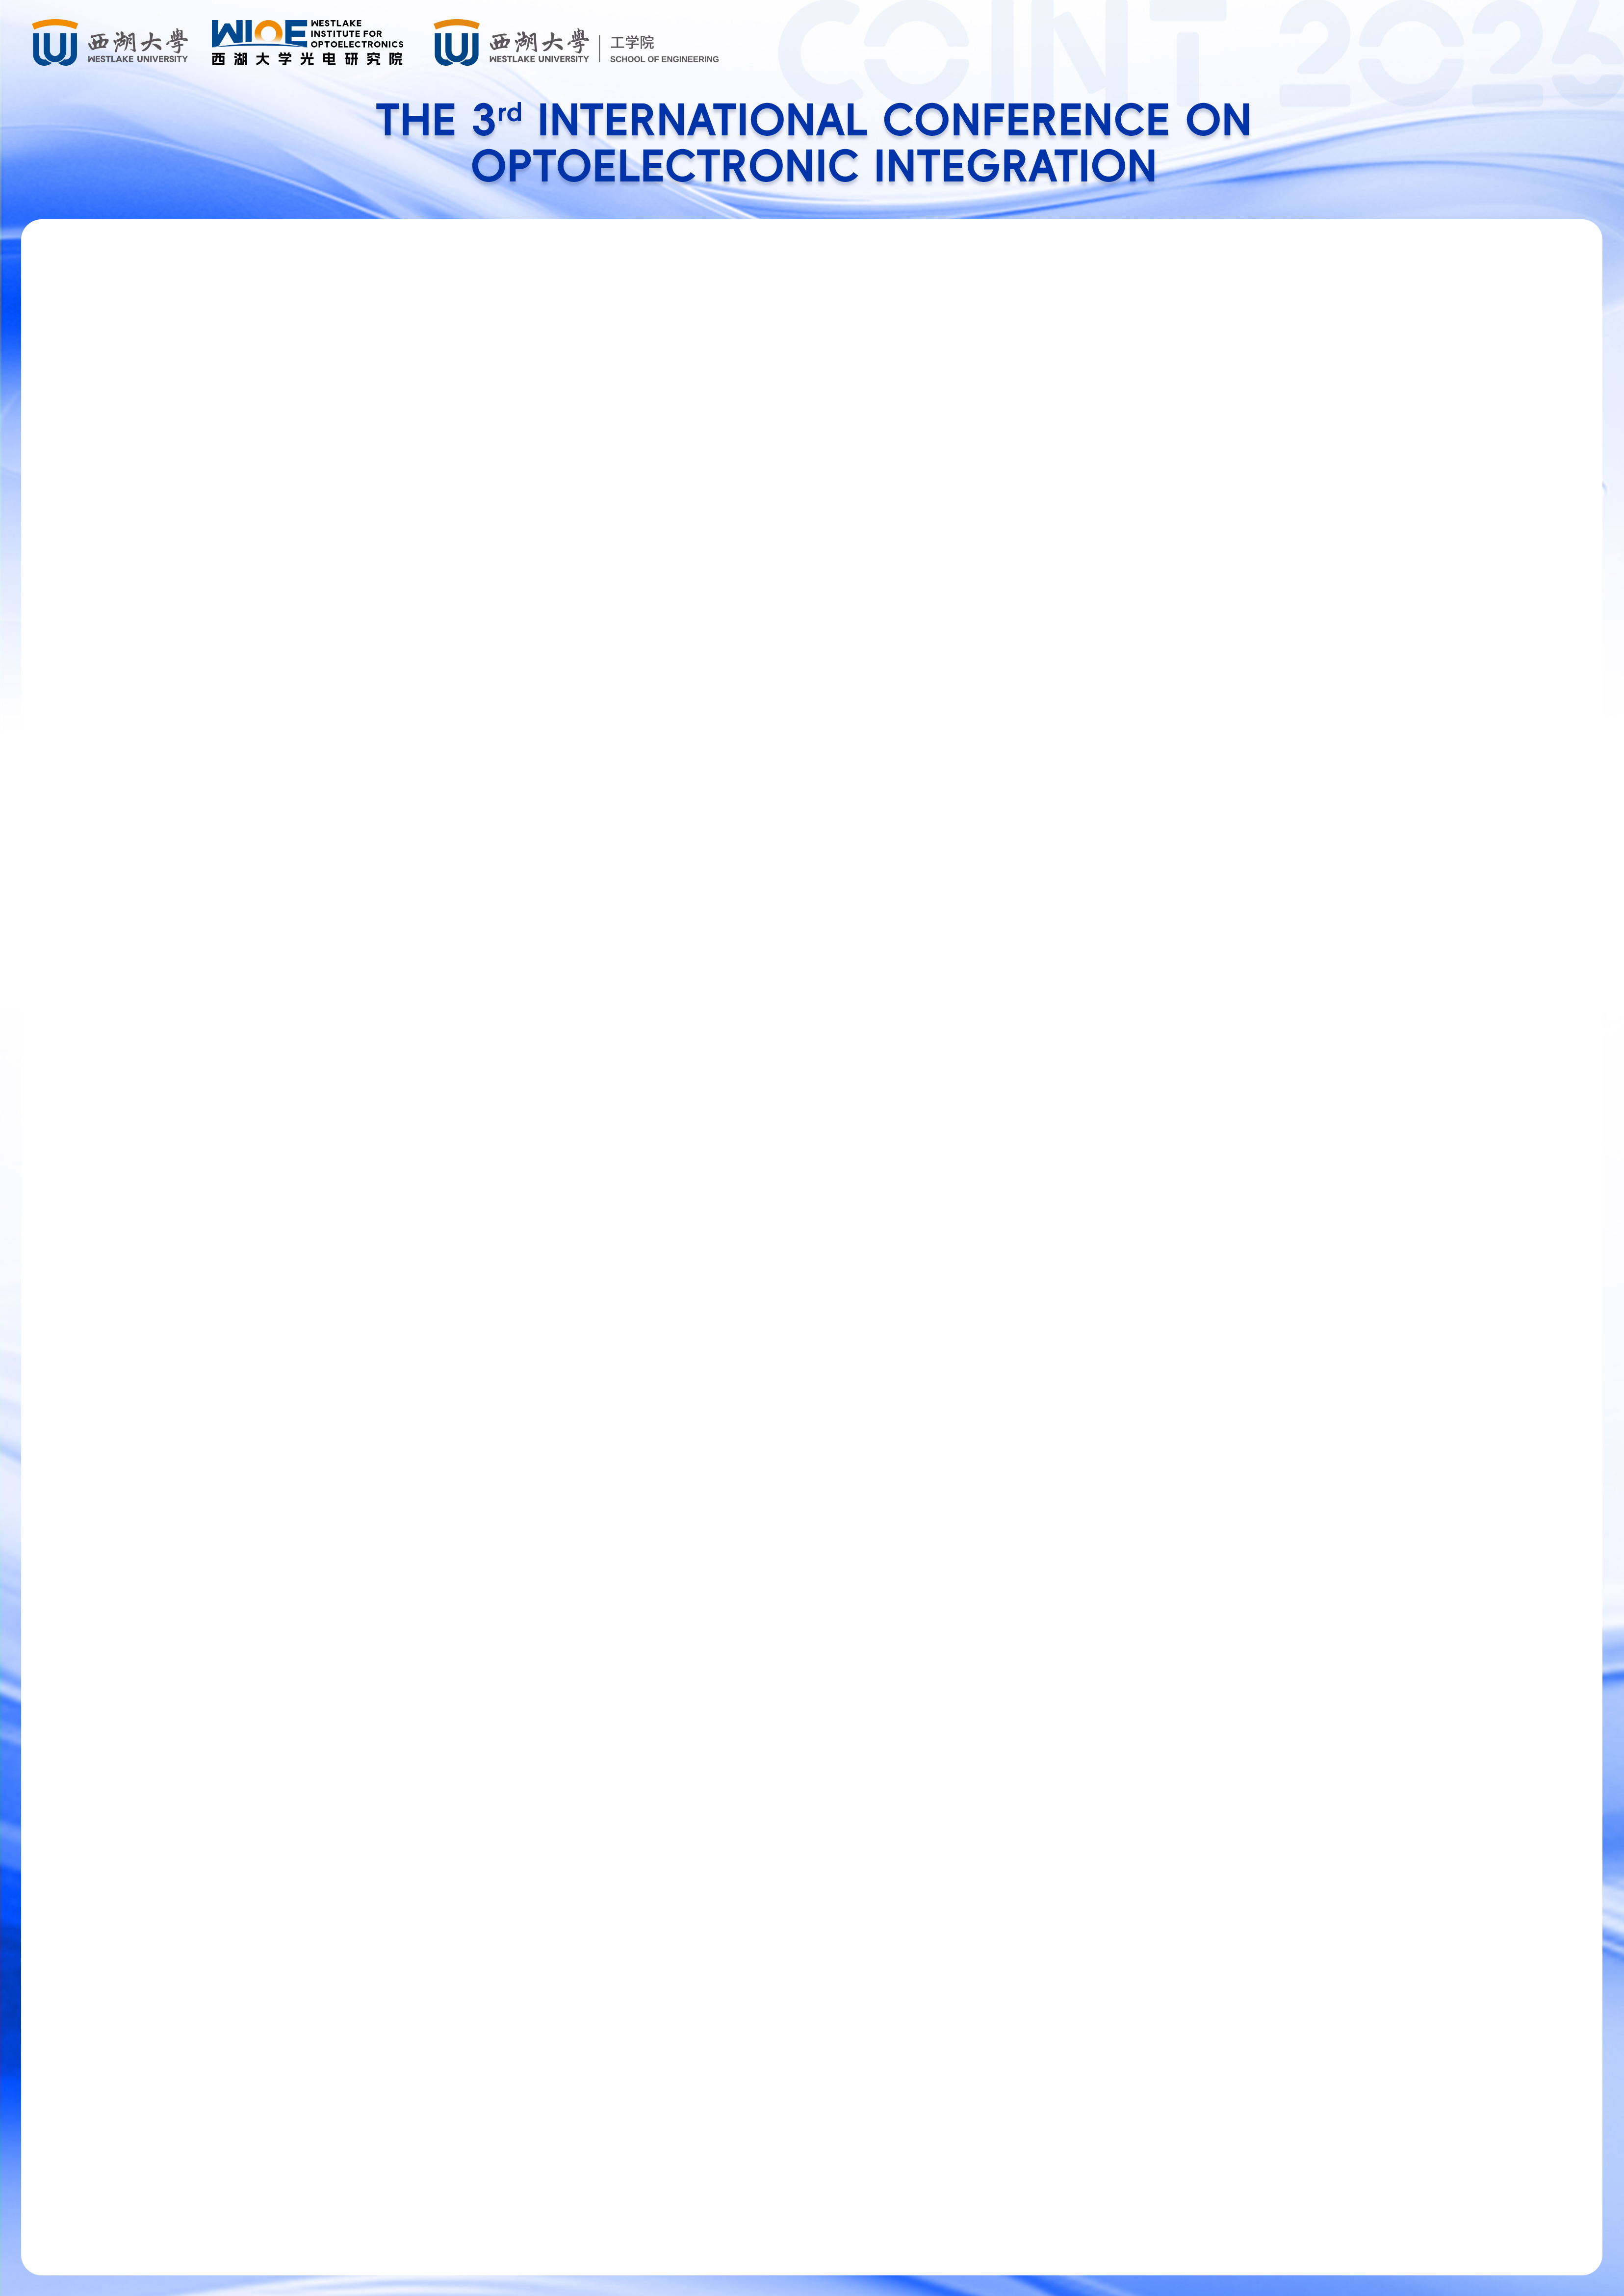 COINT 2026
西湖大學
WESTLAKE UNIVERSITY
WIOE
WESTLAKE
INSTITUTE FOR
OPTOELECTRONICS
西湖大学光电研究院
西湖大學
WESTLAKE UNIVERSITY
工学院
SCHOOL OF ENGINEERING
THE 3rd INTERNATIONAL CONFERENCE ON
OPTOELECTRONIC INTEGRATION